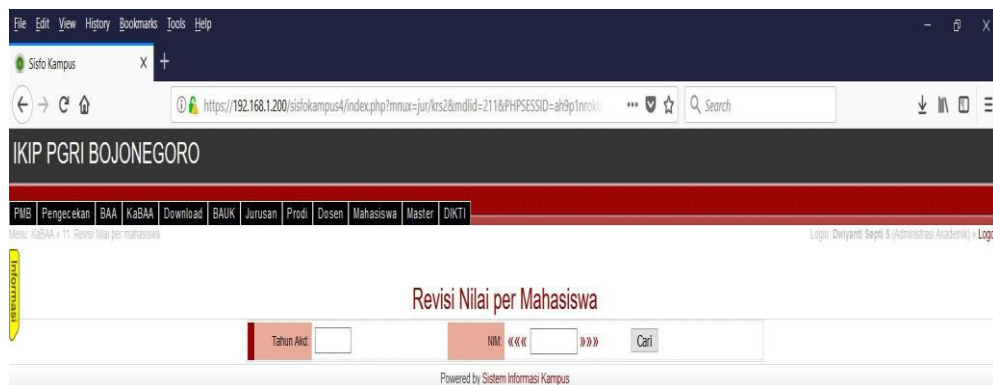 File Edit View History Bookmarks Tools Help
Sisfo Kampus
https://192.168.1.200/sisfokampus4/index.php?mnux=jur/krs2&mdlid=211&PHPSESSID=ah9p1nrok
Search
IKIP PGRI BOJONEGORO
PMB Pengecekan BAA KaBAA Download BAUK Jurusan Prodi Dosen Mahasiswa Master DIKTI
Menu: KaBAA » 11. Revisi Nilai per mahasiswa
Login: Dwiyanti Septi S (Administrasi Akademik) » Logo
Informasi
Revisi Nilai per Mahasiswa
Tahun Akd: NIM: ««« »»» Cari
Powered by Sistem Informasi Kampus